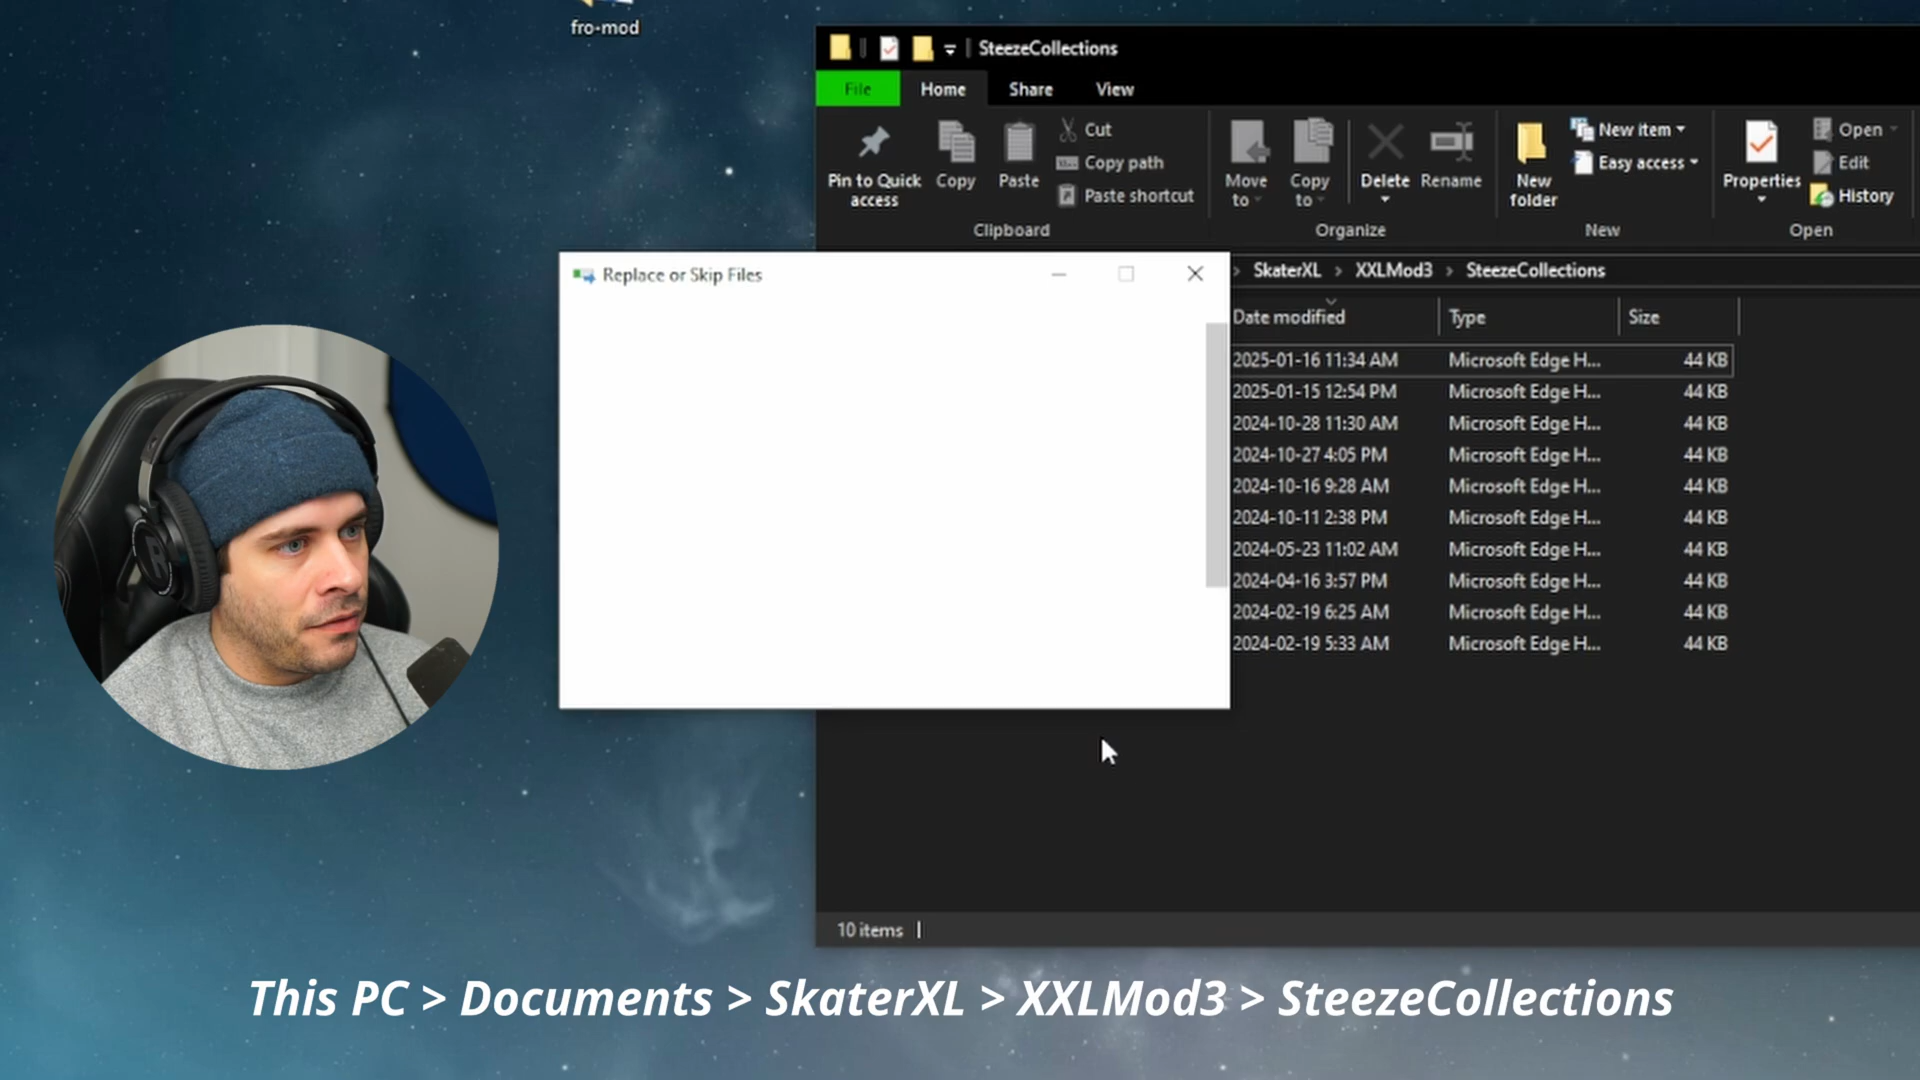 fro-mod
SteezeCollections
File Home Share View
Pin to Quick access
Copy
Paste
Cut
Copy path
Paste shortcut
Move to
Copy to
Delete
Rename
New folder
New item
Easy access
Properties
Open
Edit
History
Clipboard Organize New Open
Replace or Skip Files
SkaterXL > XXLMod3 > SteezeCollections
Date modified Type Size
2025-01-16 11:34 AM Microsoft Edge H... 44 KB
2025-01-15 12:54 PM Microsoft Edge H... 44 KB
2024-10-28 11:30 AM Microsoft Edge H... 44 KB
2024-10-27 4:05 PM Microsoft Edge H... 44 KB
2024-10-16 9:28 AM Microsoft Edge H... 44 KB
2024-10-11 2:38 PM Microsoft Edge H... 44 KB
2024-05-23 11:02 AM Microsoft Edge H... 44 KB
2024-04-16 3:57 PM Microsoft Edge H... 44 KB
2024-02-19 6:25 AM Microsoft Edge H... 44 KB
2024-02-19 5:33 AM Microsoft Edge H... 44 KB
10 items
This PC > Documents > SkaterXL > XXLMod3 > SteezeCollections